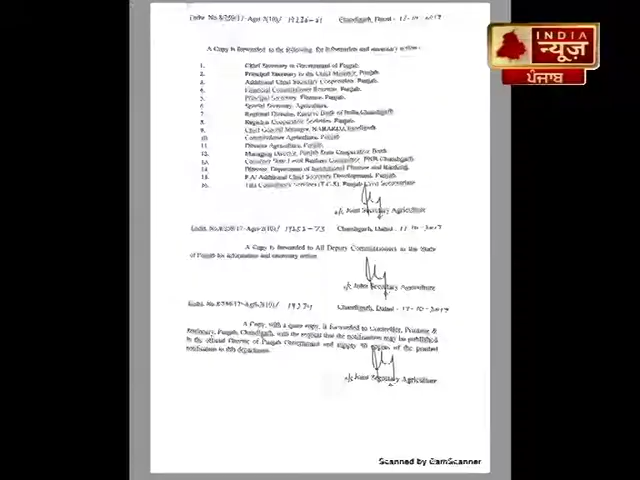 INDIA
न्यूज़
ਪੰਜਾਬ
Chandigarh, Dated
A Copy is forwarded to the following for information and necessary action:-
1. Chief Secretary to Government of Punjab.
2. Principal Secretary to the Chief Minister, Punjab.
3. Additional Chief Secretary Cooperation, Punjab.
4. Financial Commissioner Revenue, Punjab.
5. Principal Secretary, Finance, Punjab.
6. Special Secretary, Agriculture.
7. Regional Director, Reserve Bank of India, Chandigarh
8. Registrar Cooperative Societies, Punjab.
9. Chief General Manager, NABARD, Chandigarh.
10. Commissioner Agriculture, Punjab
11. Director Agriculture, Punjab.
12. Managing Director, Punjab State Cooperative Bank
13. Convener State Level Bankers Committee, PNB Chandigarh.
14. Director, Department of Institutional Finance and Banking.
15. P.A/ Additional Chief Secretary Development, Punjab.
16. Tata Consultancy Services (T.C.S), Punjab Civil Secretariat
Joint Secretary Agriculture
Chandigarh, Dated
A Copy is forwarded to All Deputy Commissioners in the State
of Punjab for information and necessary action.
Joint Secretary Agriculture
Chandigarh, Dated
A Copy, with a spare copy, is forwarded to Controller, Printing &
Stationery, Punjab, Chandigarh, with the request that the notification may be published
in the official Gazette of Punjab Government and supply 50 copies of the printed
notification to this department.
Joint Secretary Agriculture
Scanned by CamScanner